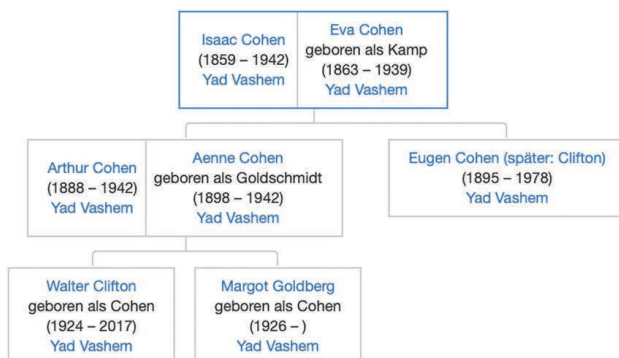 Isaac Cohen
(1859 – 1942)
Yad Vashem
Eva Cohen
geboren als Kamp
(1863 – 1939)
Yad Vashem
Arthur Cohen
(1888 – 1942)
Yad Vashem
Aenne Cohen
geboren als Goldschmidt
(1898 – 1942)
Yad Vashem
Eugen Cohen (später: Clifton)
(1895 – 1978)
Yad Vashem
Walter Clifton
geboren als Cohen
(1924 – 2017)
Yad Vashem
Margot Goldberg
geboren als Cohen
(1926 – )
Yad Vashem